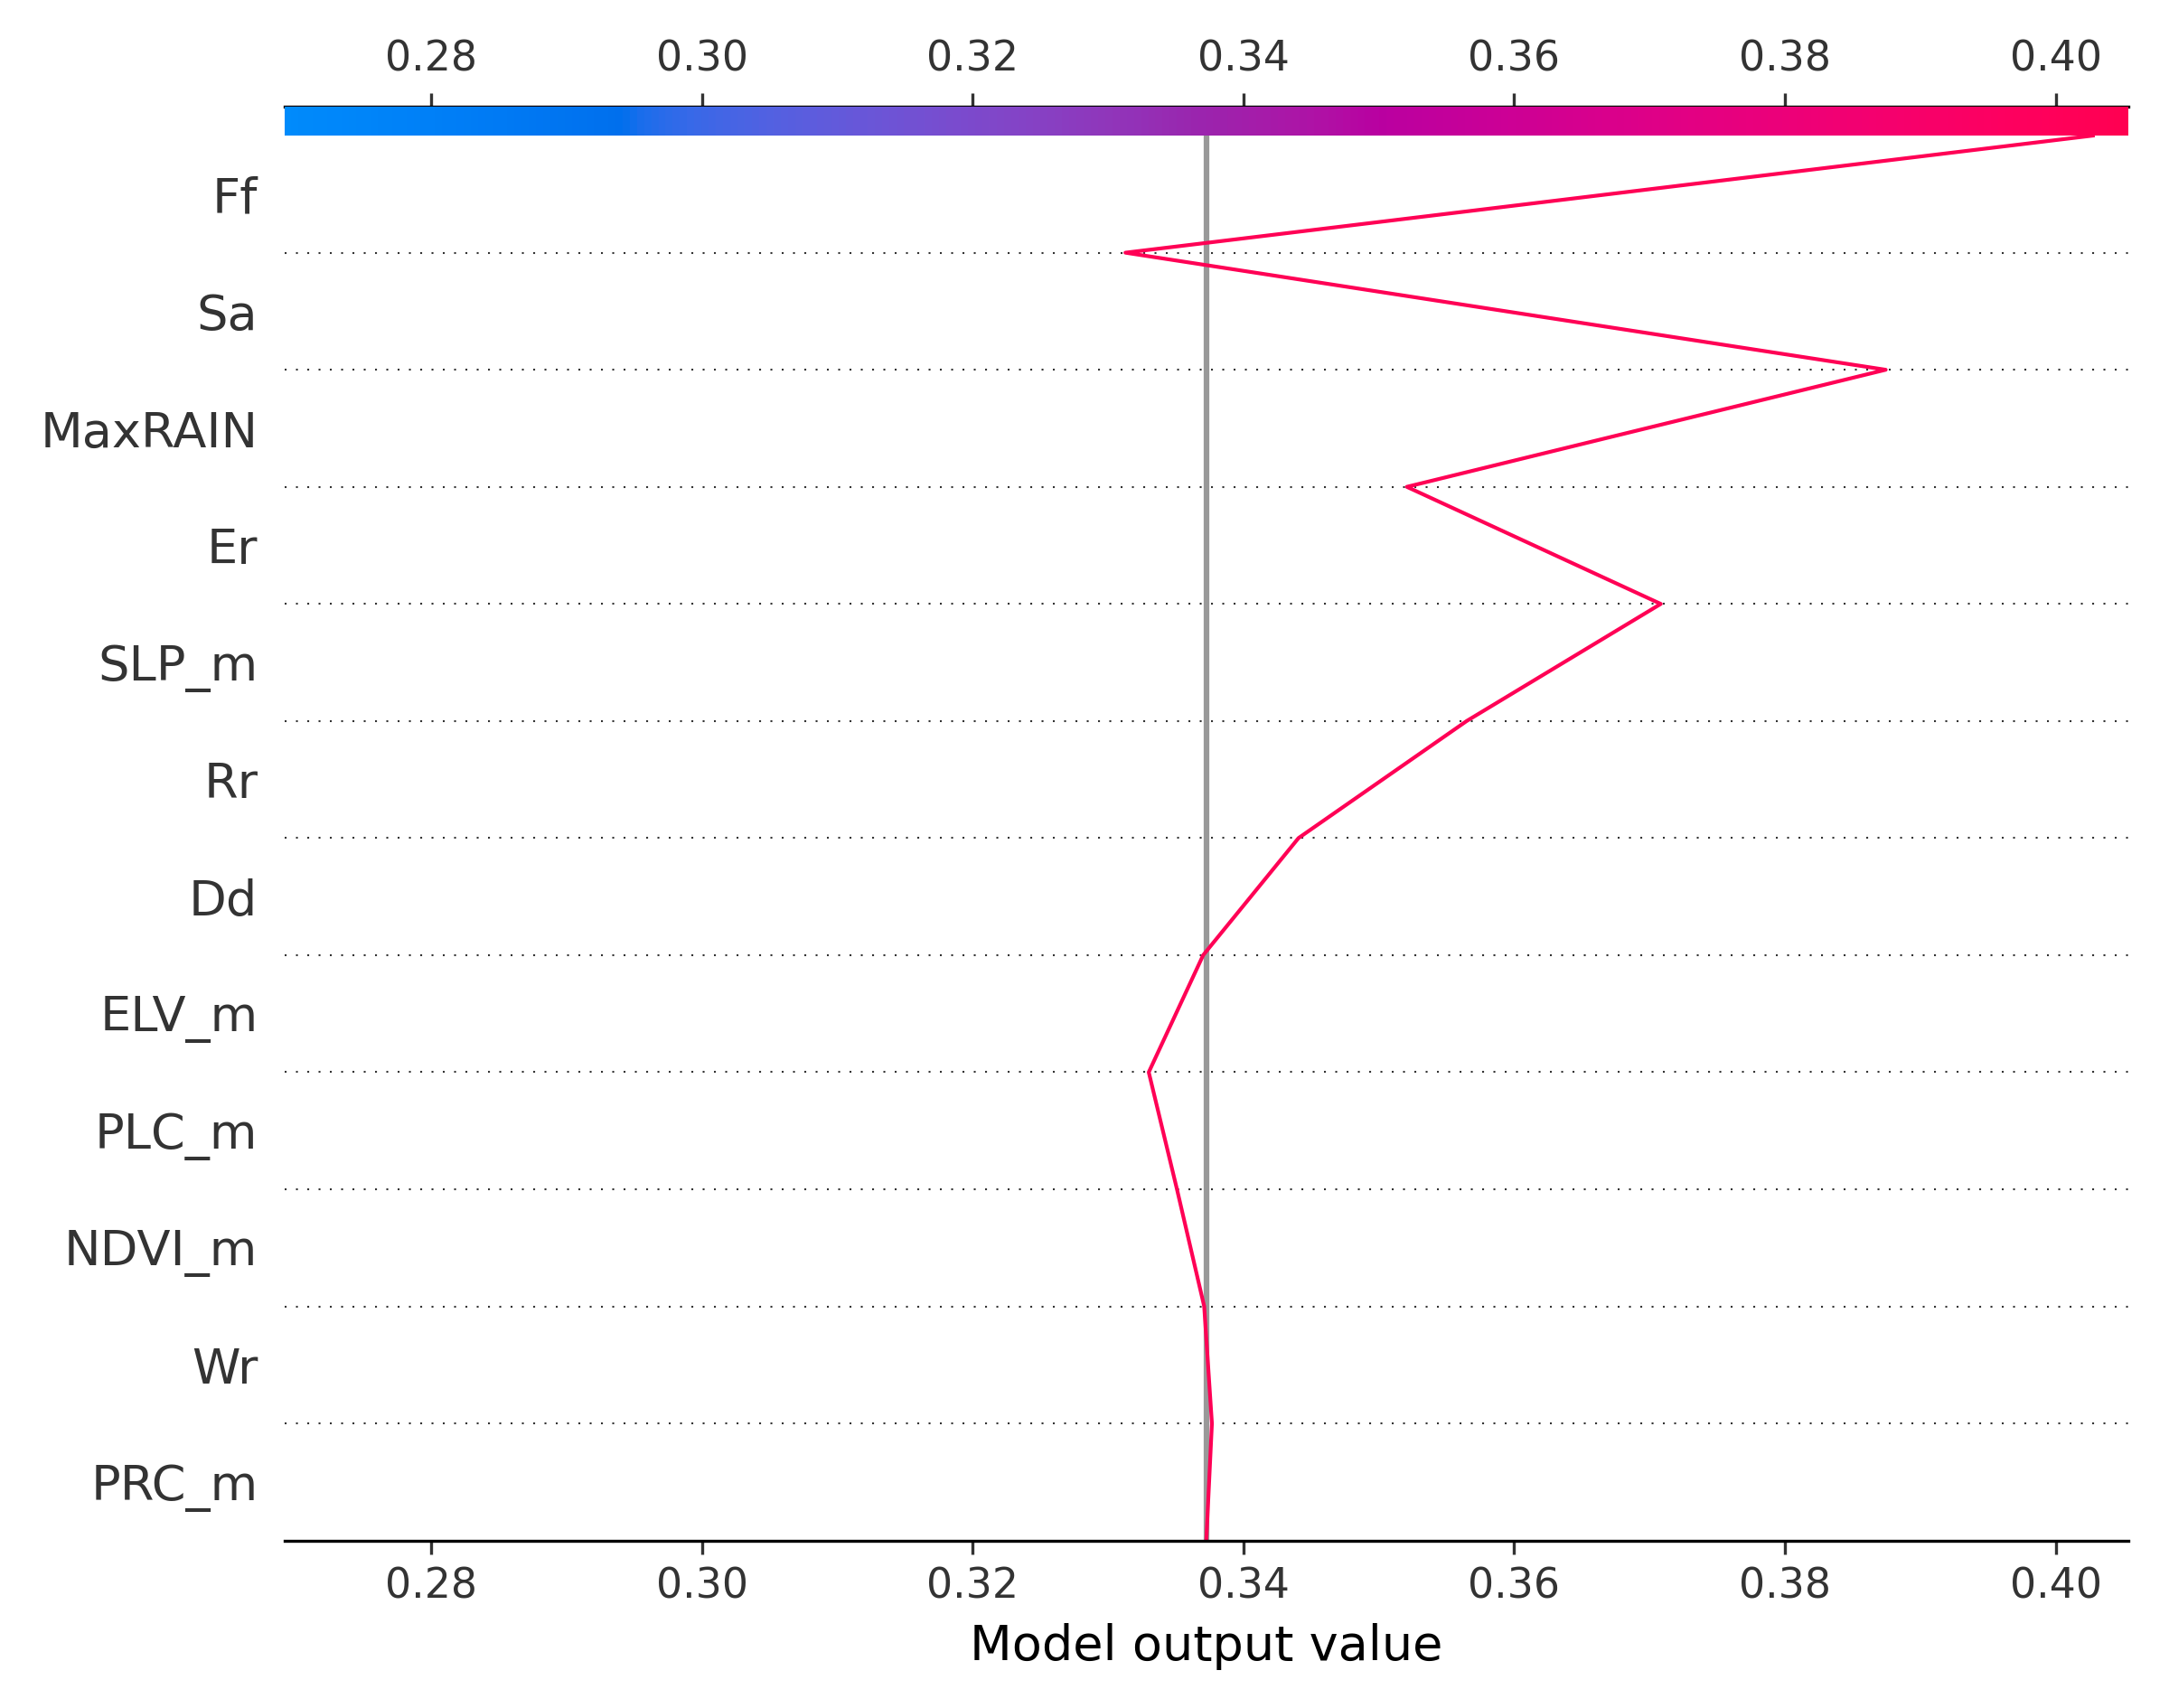 0.28 0.30 0.32 0.34 0.36 0.38 0.40
Ff
Sa
MaxRAIN
Er
SLP_m
Rr
Dd
ELV_m
PLC_m
NDVI_m
Wr
PRC_m
0.28 0.30 0.32 0.34 0.36 0.38 0.40
Model output value